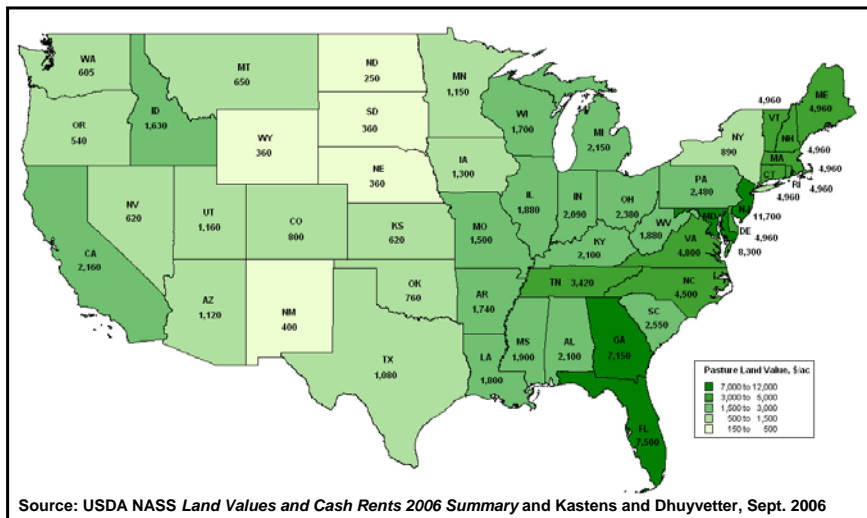 WA
605
MT
650
ND
250
MN
1,150
OR
540
ID
1,630
WY
360
SD
360
WI
1,700
MI
2,150
NY
890
4,960
VT
NH
ME
4,960
4,960
MA
4,960
CT
RI
4,960
4,960
NV
620
UT
1,160
CO
800
NE
360
IA
1,300
KS
620
MO
1,500
IL
1,880
IN
2,090
OH
2,380
PA
2,480
NJ
11,700
MD
DE
4,960
8,300
WV
1,880
VA
4,800
KY
2,100
CA
2,160
AZ
1,120
NM
400
OK
760
AR
1,740
TN 3,420
NC
4,500
SC
2,550
TX
1,080
LA
1,800
MS
1,900
AL
2,100
GA
7,150
FL
7,500
Pasture Land Value, $/ac
7,000 to 12,000
3,000 to 5,000
1,500 to 3,000
500 to 1,500
150 to 500
Source: USDA NASS Land Values and Cash Rents 2006 Summary and Kastens and Dhuyvetter, Sept. 2006